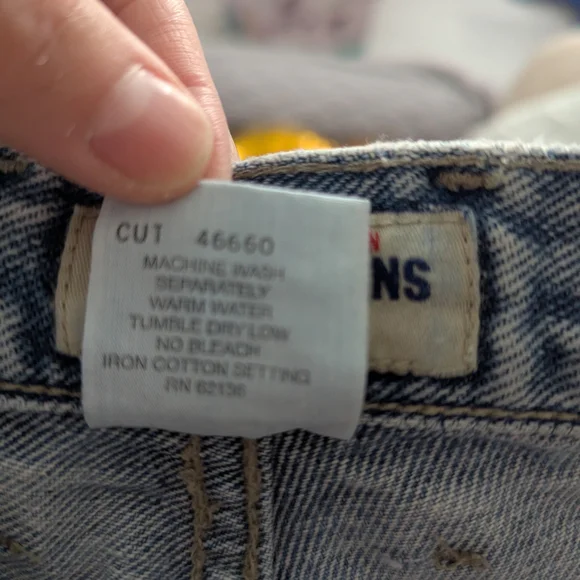 CUT 46660
MACHINE WASH
SEPARATELY
WARM WATER
TUMBLE DRY LOW
NO BLEACH
IRON COTTON SETTING
RN 62136
N
NS